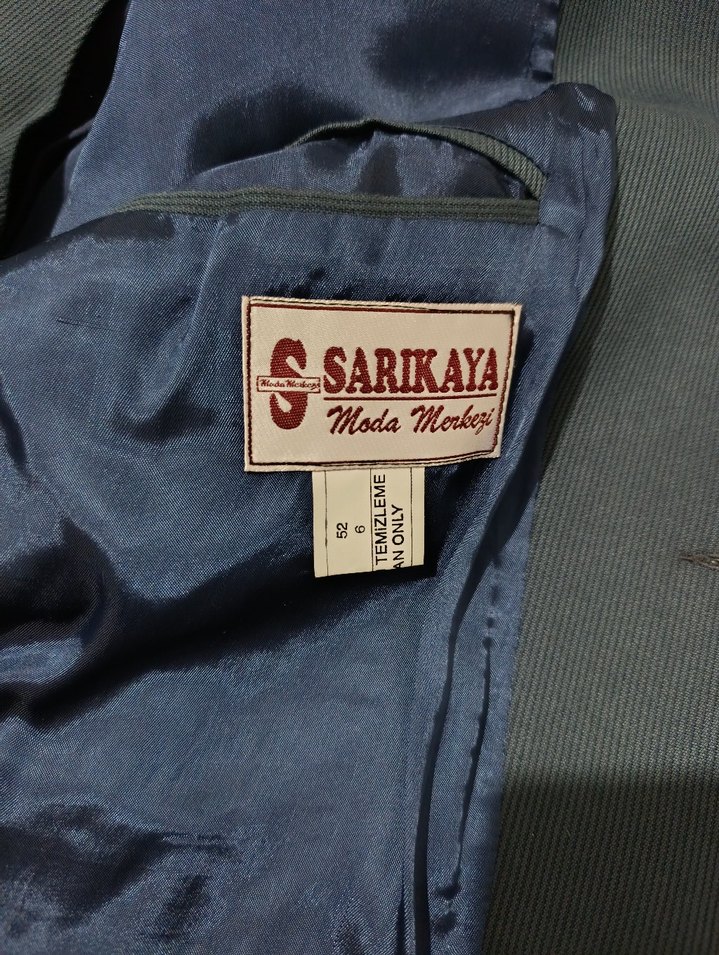 S
Moda Merkezi
SARIKAYA
Moda Merkezi
52
6
TEMiZLEME
AN ONLY